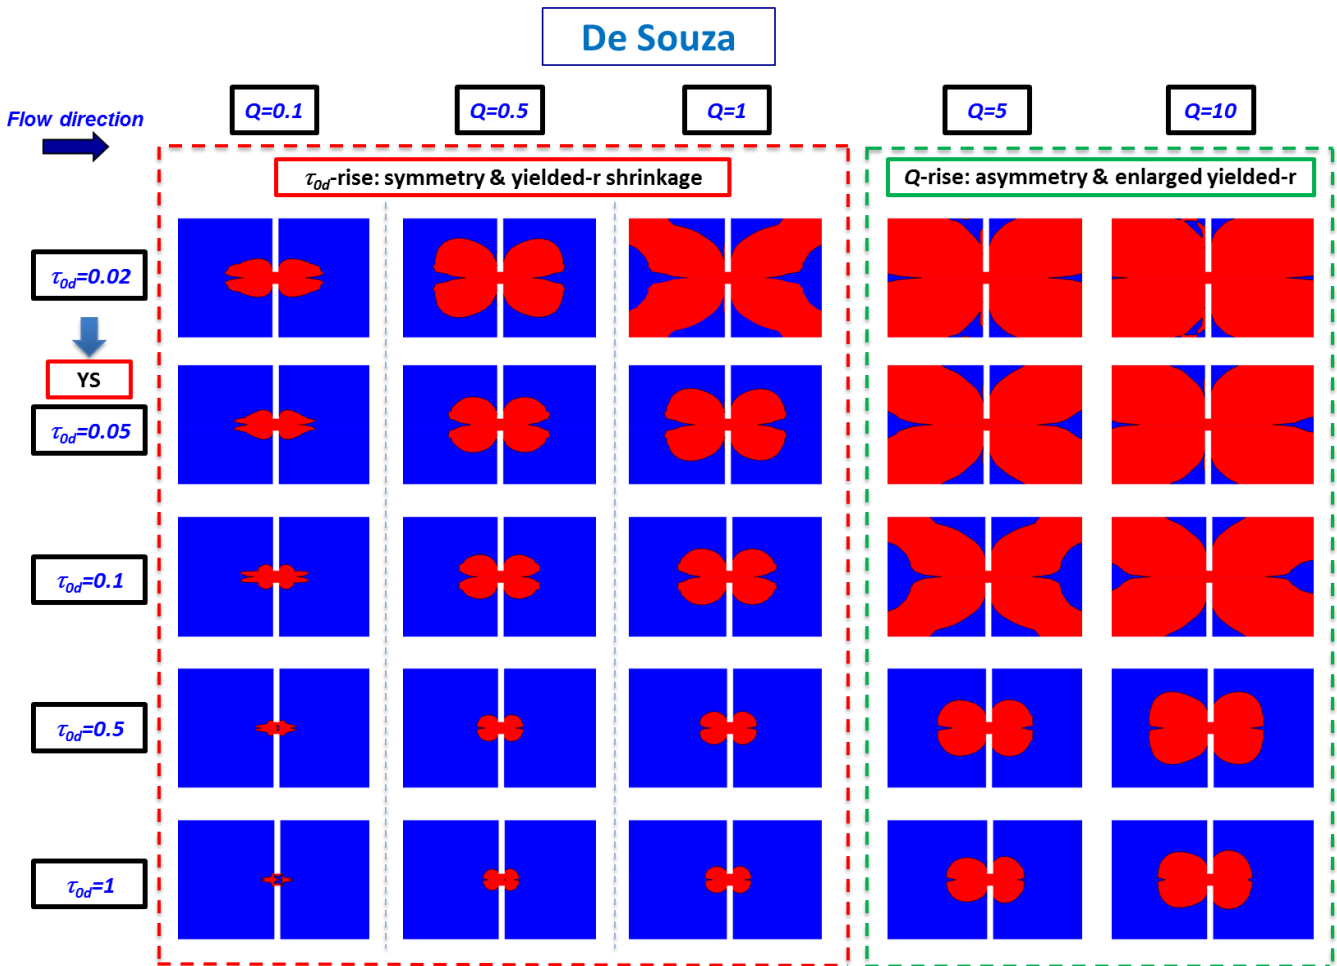 De Souza
Flow direction
Q=0.1
Q=0.5
Q=1
Q=5
Q=10
τ0d-rise: symmetry & yielded-r shrinkage
Q-rise: asymmetry & enlarged yielded-r
τ0d=0.02
YS
τ0d=0.05
τ0d=0.1
τ0d=0.5
τ0d=1